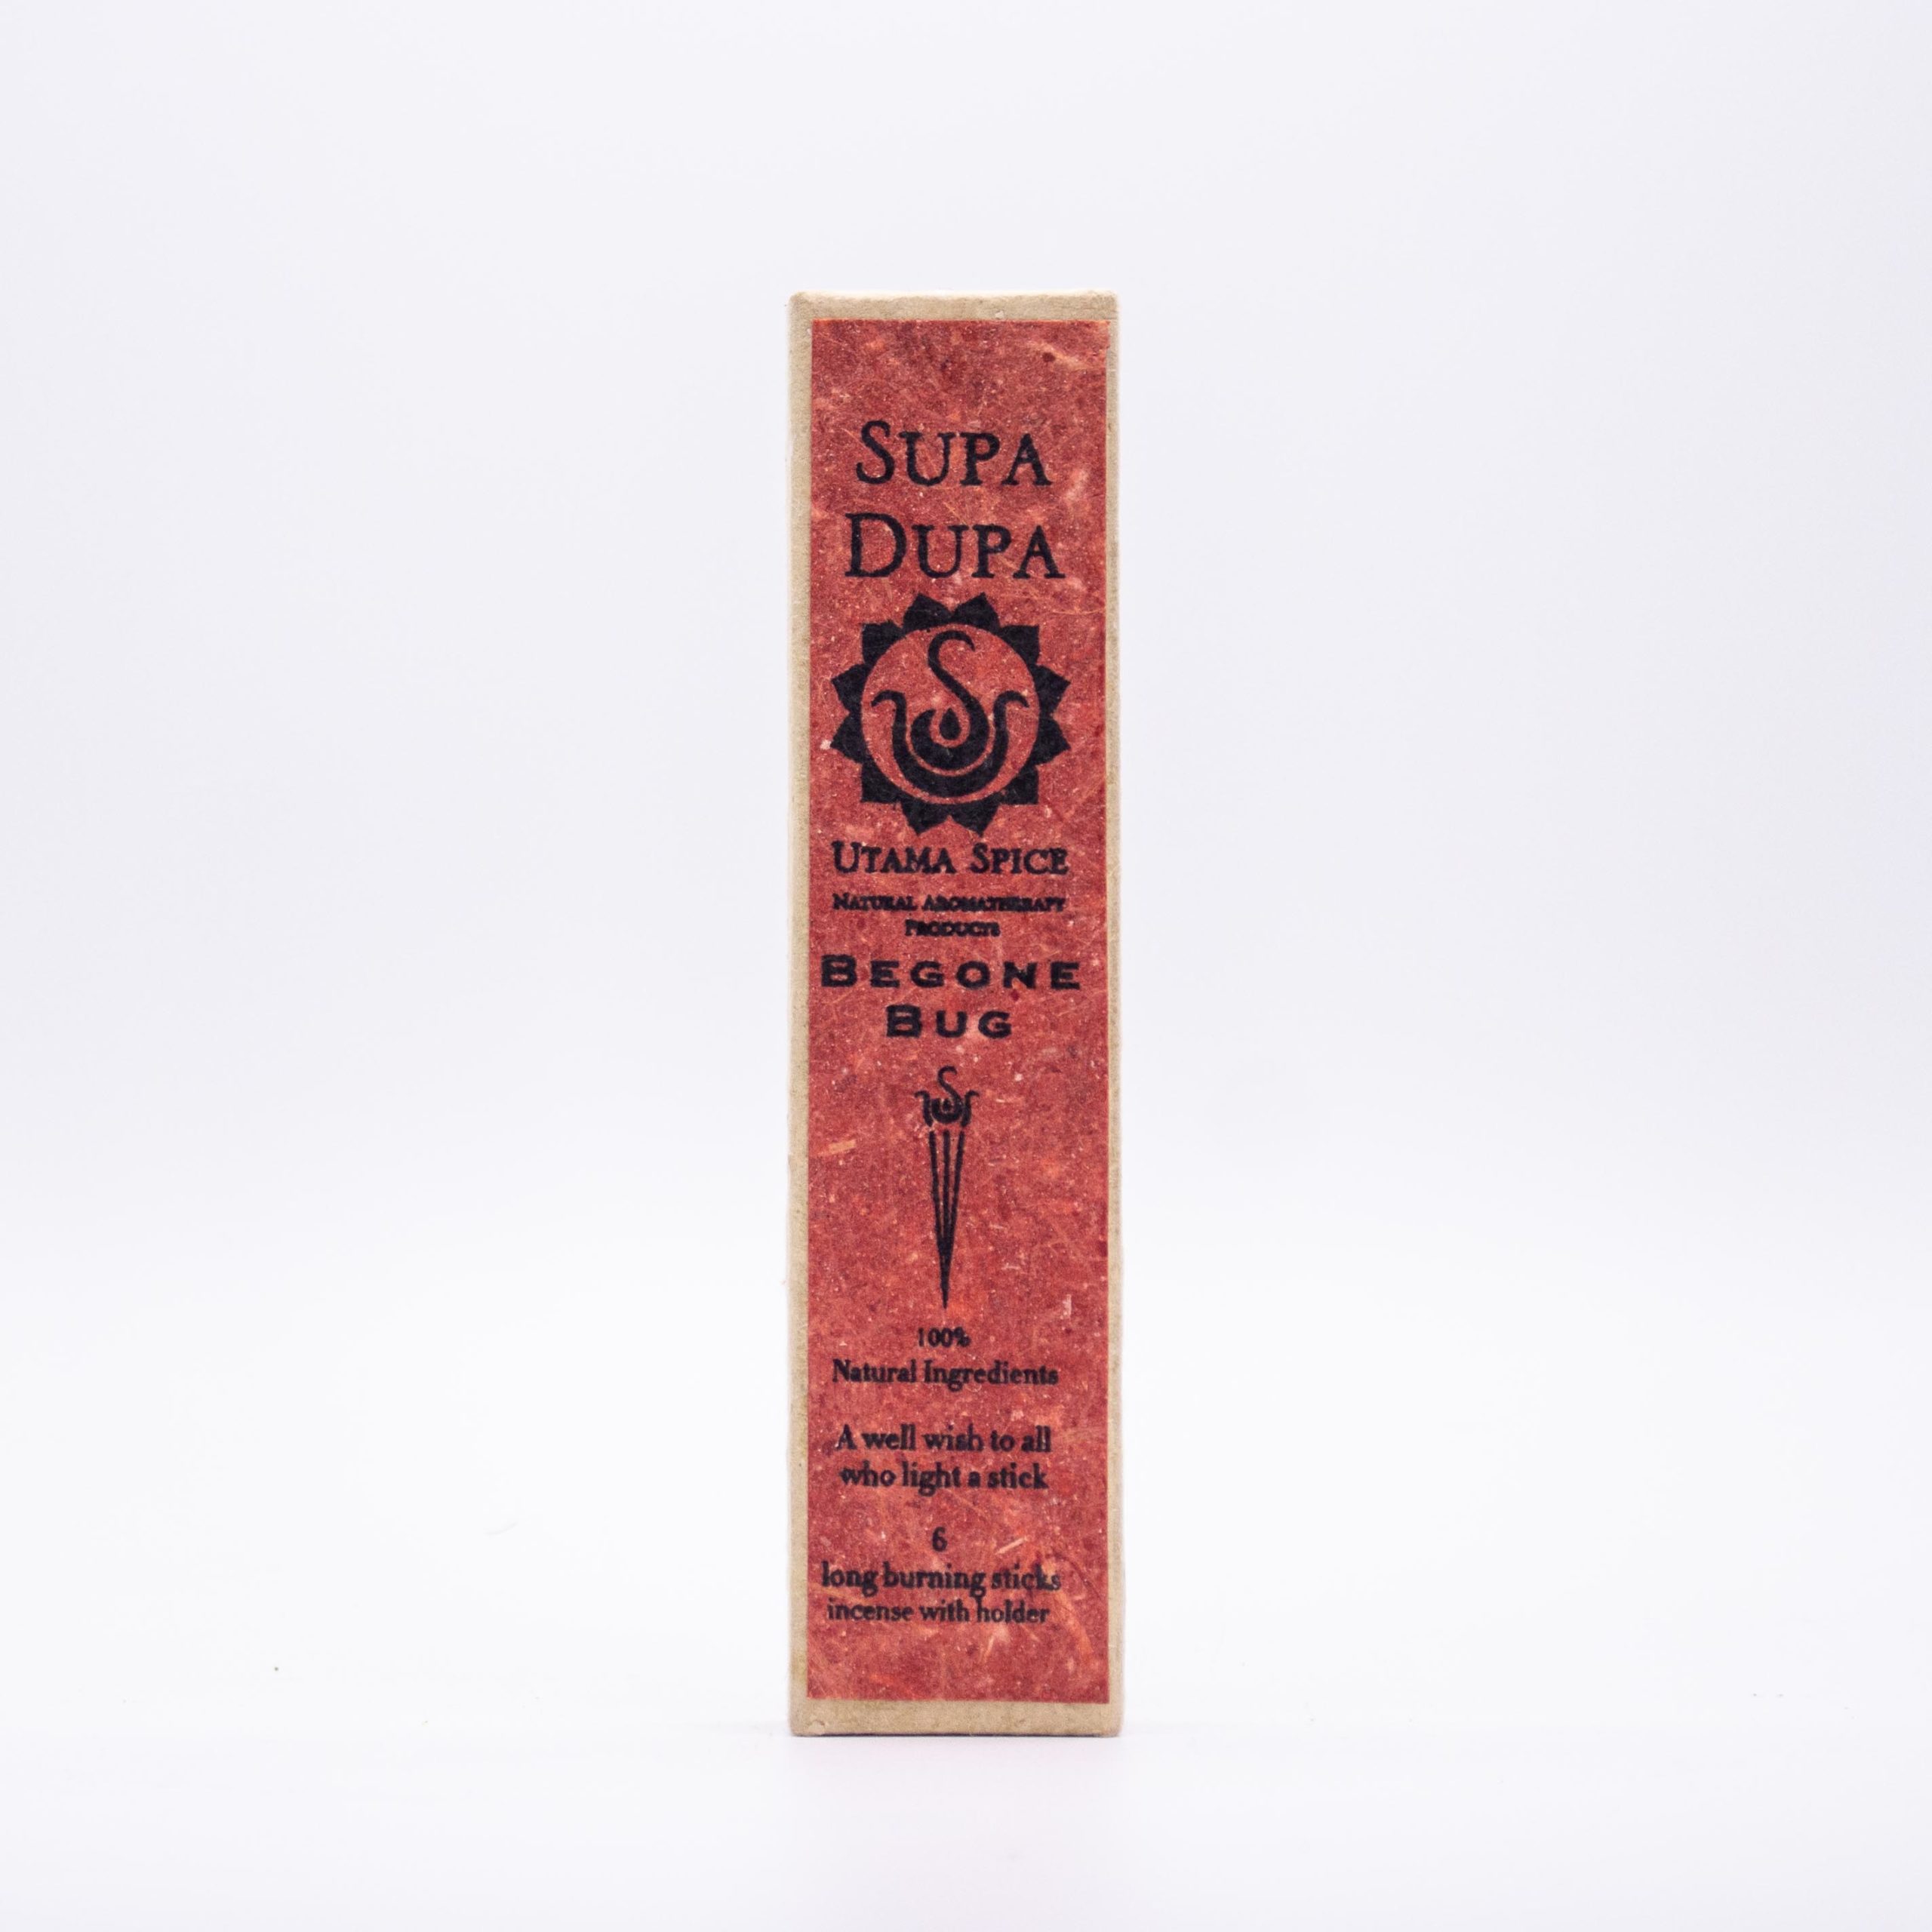 SUPA
DUPA
UTAMA SPICE
NATURAL AROMATHERAPY
PRODUCTS
BEGONE
BUG
100%
Natural Ingredients
A well wish to all
who light a stick
6
long burning sticks
incense with holder